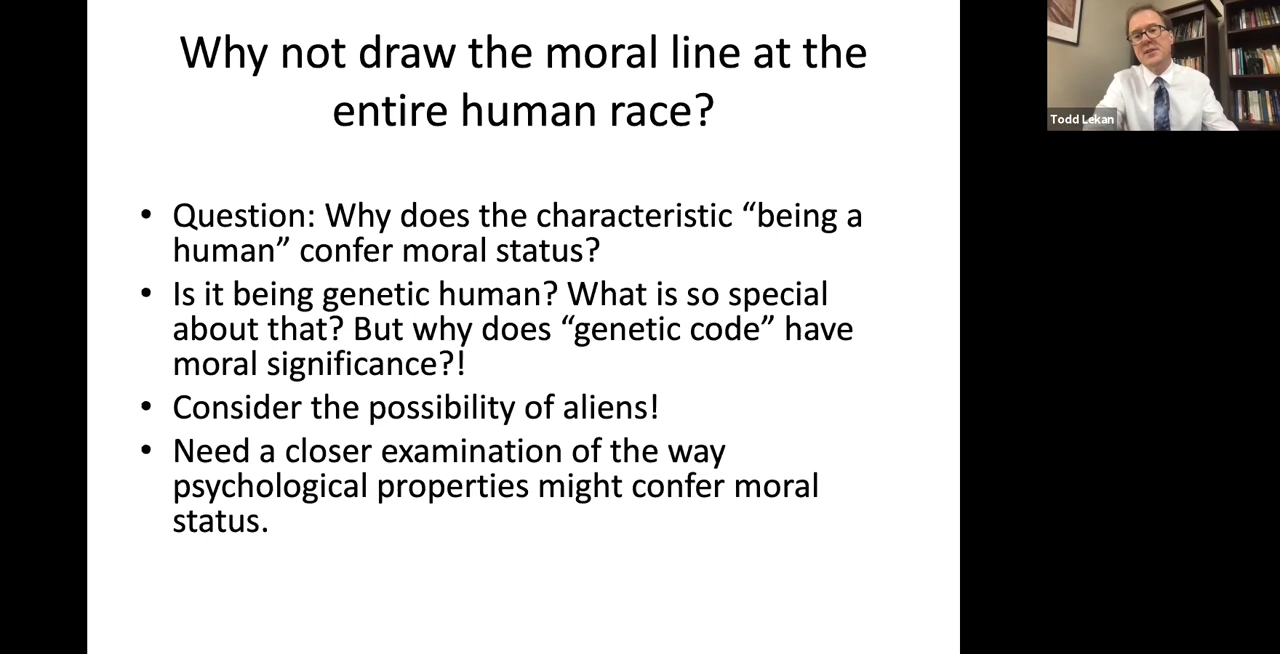 Why not draw the moral line at the
entire human race?
• Question: Why does the characteristic “being a
human” confer moral status?
• Is it being genetic human? What is so special
about that? But why does “genetic code” have
moral significance?!
• Consider the possibility of aliens!
• Need a closer examination of the way
psychological properties might confer moral
status.
Todd Lekan